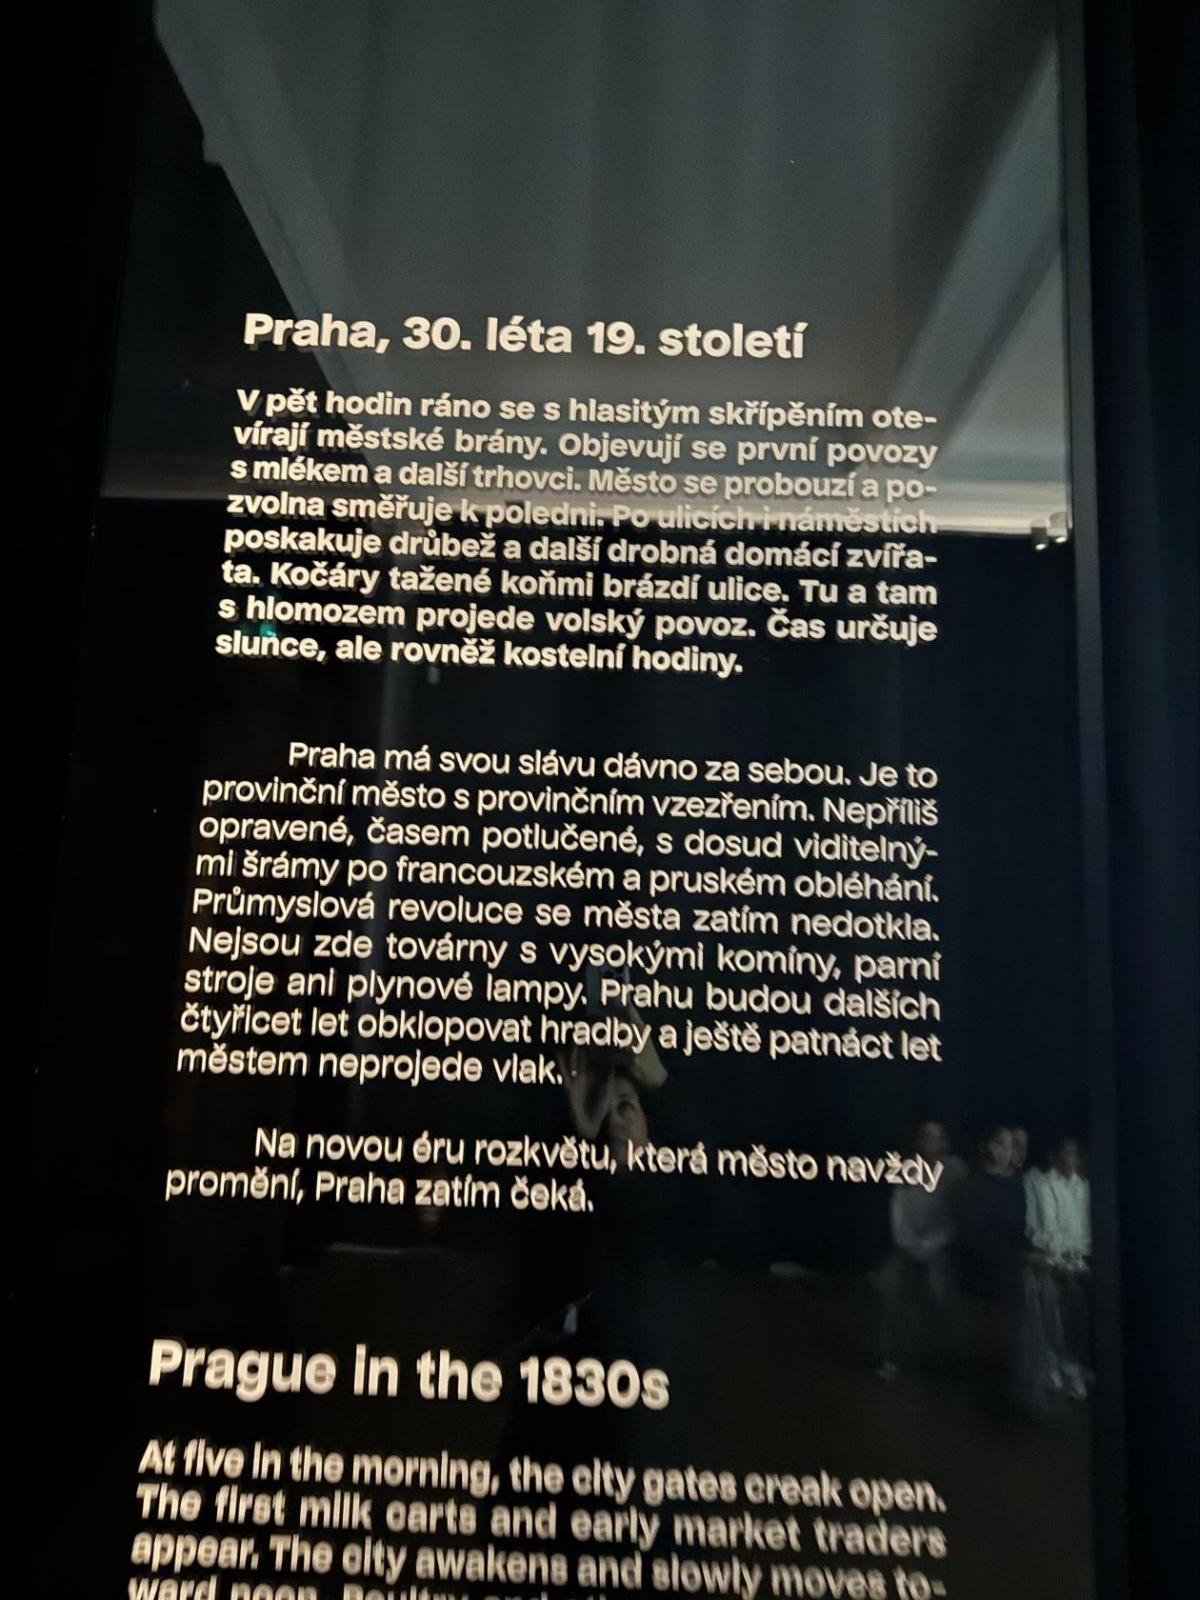 Praha, 30. léta 19. století
V pět hodin ráno se s hlasitým skřípěním ote-
vírají městské brány. Objevují se první povozy
s mlékem a další trhovci. Město se probouzí a po-
zvolna směřuje k poledni. Po ulicích i náměstích
poskakuje drůbež a další drobná domácí zvířa-
ta. Kočáry tažené koňmi brázdí ulice. Tu a tam
s hlomozem projede volský povoz. Čas určuje
slunce, ale rovněž kostelní hodiny.
Praha má svou slávu dávno za sebou. Je to
provinční město s provinčním vzezřením. Nepříliš
opravené, časem potlučené, s dosud viditelný-
mi šrámy po francouzském a pruském obléhání.
Průmyslová revoluce se města zatím nedotkla.
Nejsou zde továrny s vysokými komíny, parní
stroje ani plynové lampy. Prahu budou dalších
čtyřicet let obklopovat hradby a ještě patnáct let
městem neprojede vlak.
Na novou éru rozkvětu, která město navždy
promění, Praha zatím čeká.
Prague in the 1830s
At five in the morning, the city gates creak open.
The first milk carts and early market traders
appear. The city awakens and slowly moves to-
ward noon. Poultry and